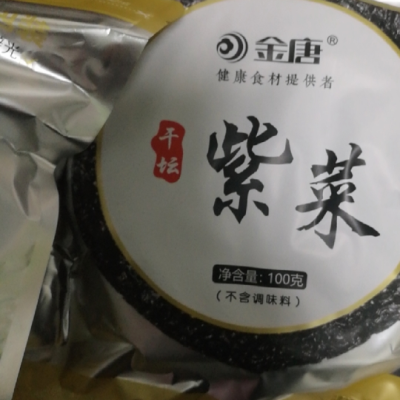 金唐®
健康食材提供者
干坛
紫菜
净含量：100克
（不含调味料）